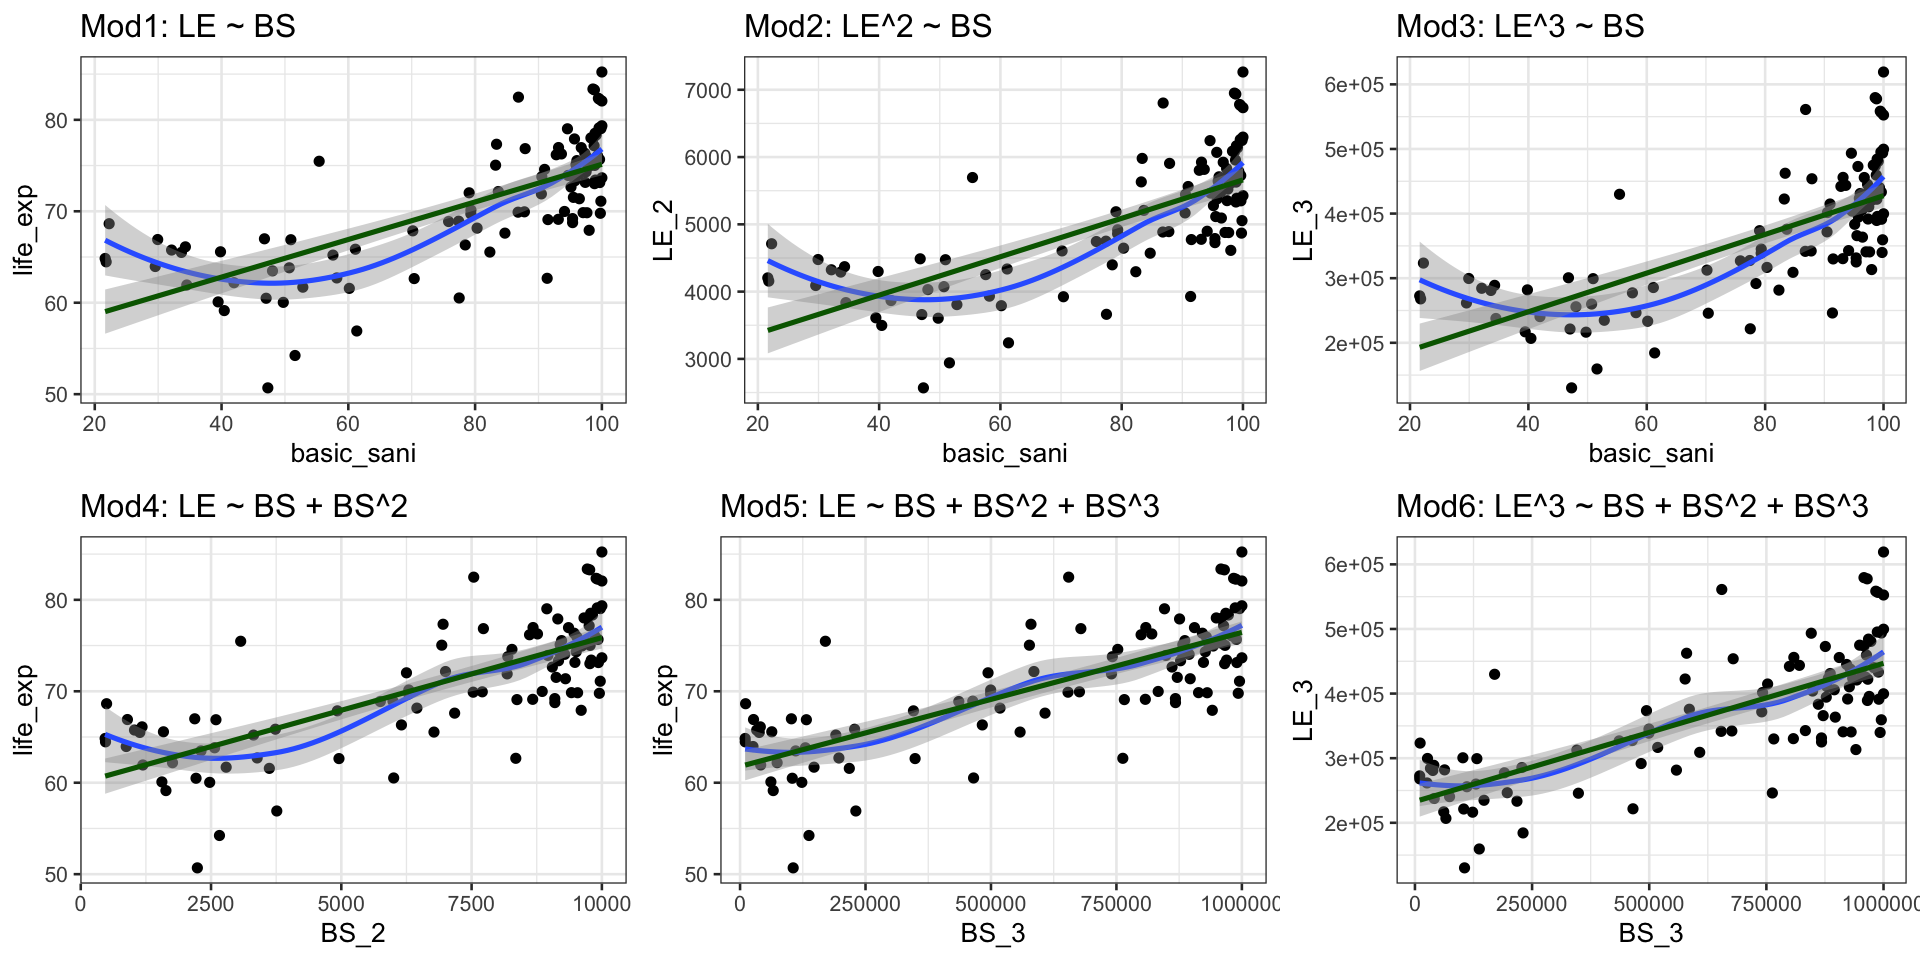 Mod1: LE ~ BS
life_exp
80
70
60
50
20 40 60 80 100
basic_sani
Mod2: LE^2 ~ BS
LE_2
7000
6000
5000
4000
3000
20 40 60 80 100
basic_sani
Mod3: LE^3 ~ BS
LE_3
6e+05
5e+05
4e+05
3e+05
2e+05
20 40 60 80 100
basic_sani
Mod4: LE ~ BS + BS^2
life_exp
80
70
60
50
0 2500 5000 7500 10000
BS_2
Mod5: LE ~ BS + BS^2 + BS^3
life_exp
80
70
60
50
0 250000 500000 750000 1000000
BS_3
Mod6: LE^3 ~ BS + BS^2 + BS^3
LE_3
6e+05
5e+05
4e+05
3e+05
2e+05
0 250000 500000 750000 1000000
BS_3